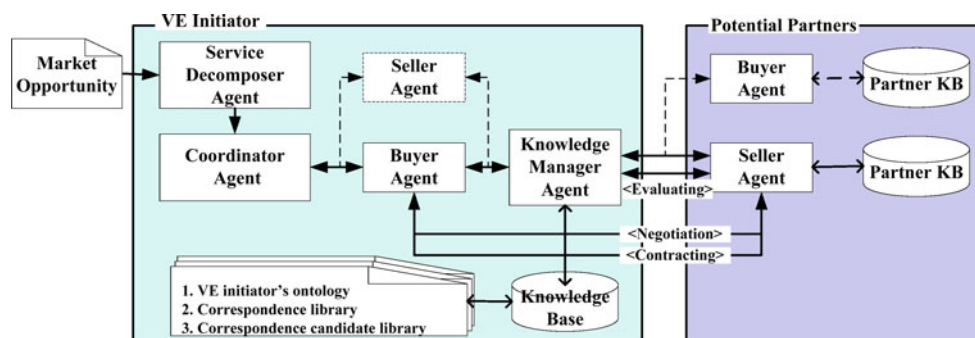 VE Initiator
Potential Partners
Market
Opportunity
Service
Decomposer
Agent
Seller
Agent
Buyer
Agent
Partner KB
Coordinator
Agent
Buyer
Agent
Knowledge
Manager
Agent
Seller
Agent
Partner KB
<Evaluating>
<Negotiation>
<Contracting>
1. VE initiator's ontology
2. Correspondence library
3. Correspondence candidate library
Knowledge
Base